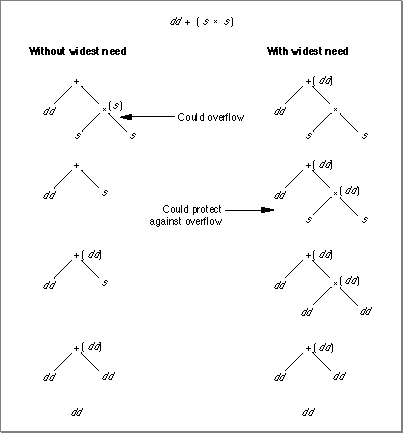 dd + ( s × s)
Without widest need
With widest need
+
+ ( dd)
dd
× ( s)
dd
×
s
s
s
s
Could overflow
+
+ ( dd)
dd
s
dd
× ( dd)
s
s
Could protect
against overflow
+ ( dd)
+ ( dd)
dd
s
dd
× ( dd)
dd
dd
+ ( dd)
+ ( dd)
dd
dd
dd
dd
dd
dd